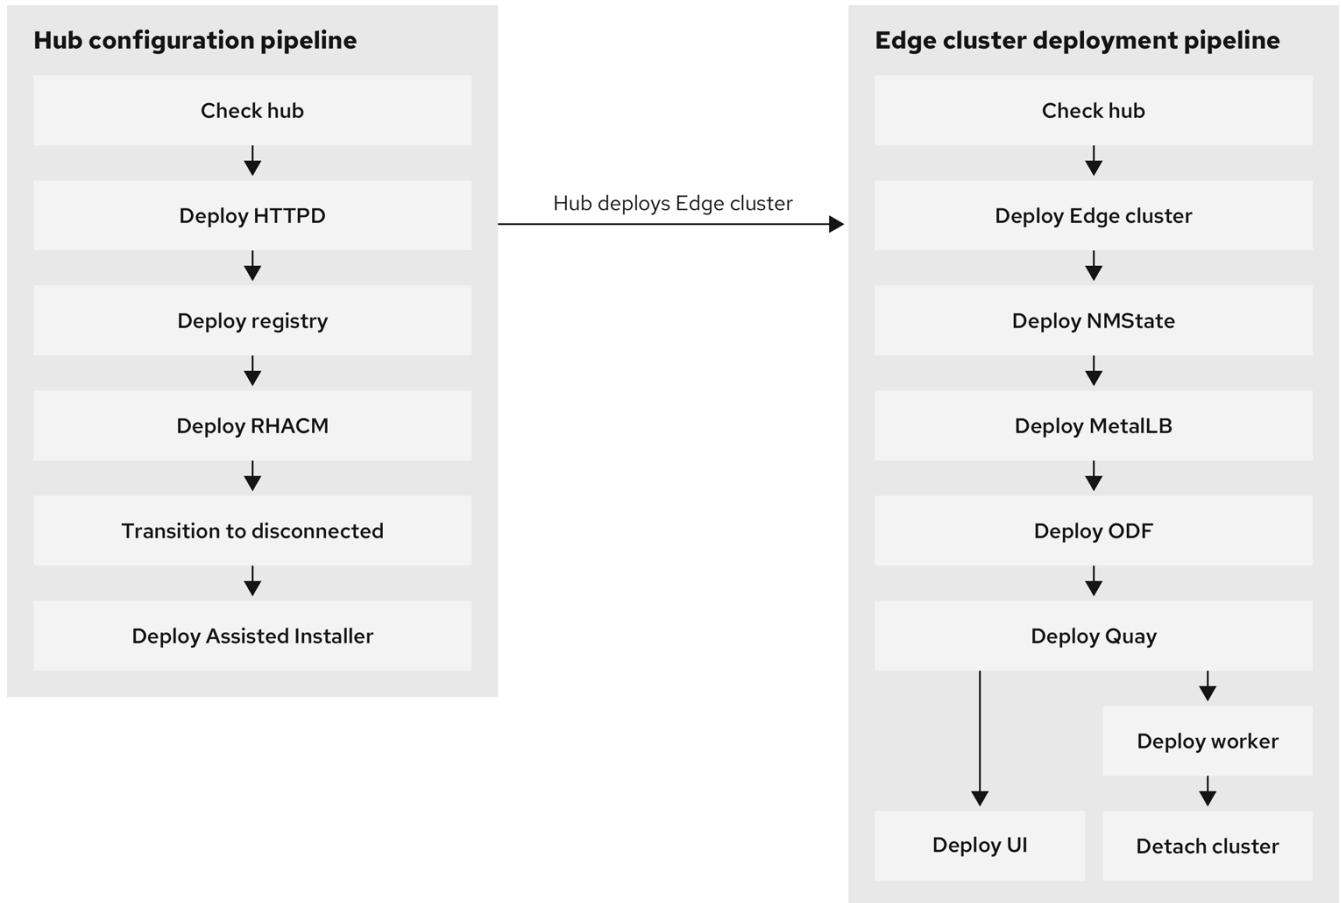 Hub configuration pipeline
Check hub
Deploy HTTPD
Deploy registry
Deploy RHACM
Transition to disconnected
Deploy Assisted Installer
Hub deploys Edge cluster
Edge cluster deployment pipeline
Check hub
Deploy Edge cluster
Deploy NMState
Deploy MetalLB
Deploy ODF
Deploy Quay
Deploy worker
Deploy UI
Detach cluster